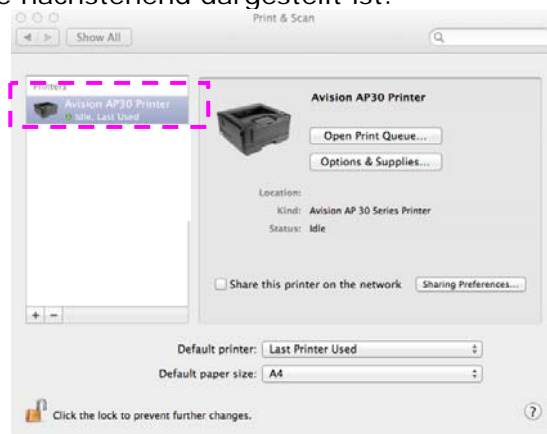 e nachstehend dargestellt ist:
Print & Scan
Show All
Printers
Avision AP30 Printer
Idle, Last Used
Avision AP30 Printer
Open Print Queue...
Options & Supplies...
Location:
Kind: Avision AP 30 Series Printer
Status: Idle
Share this printer on the network Sharing Preferences...
+ −
Default printer: Last Printer Used
Default paper size: A4
Click the lock to prevent further changes. ?